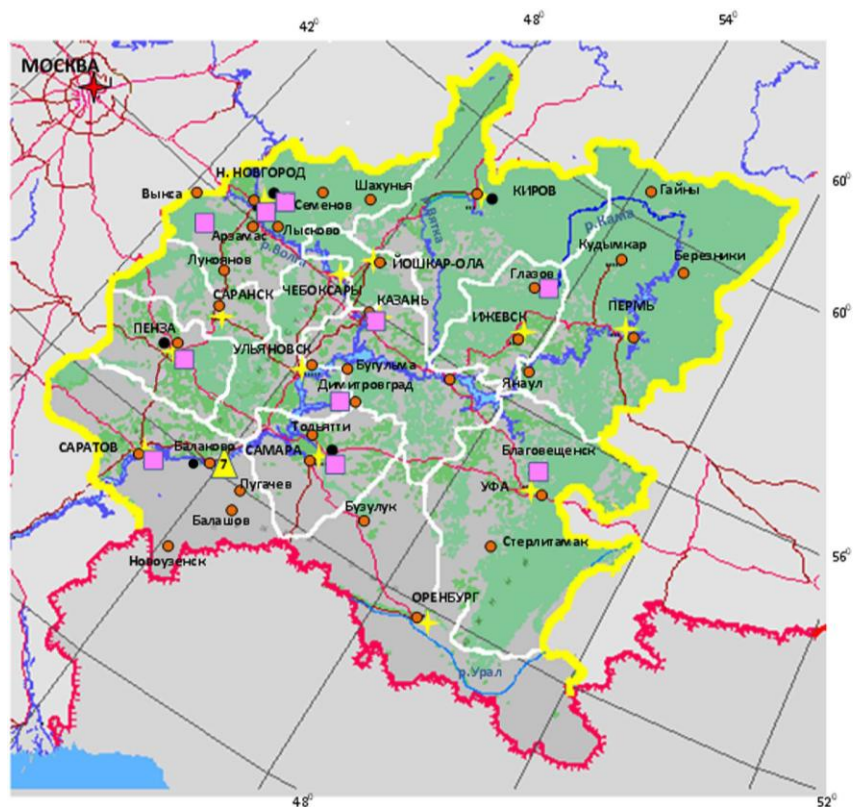 42⁰
48⁰
54⁰
МОСКВА
Н. НОВГОРОД
Выкса
Шахунья
Семенов
КИРОВ
Гайны
60⁰
р.Вятка
р.Кама
Арзамас
Лысково
р.Волга
Кудымкар
Березники
Лукоянов
ЙОШКАР-ОЛА
Глазов
ЧЕБОКСАРЫ
САРАНСК
КАЗАНЬ
60⁰
ИЖЕВСК
ПЕРМЬ
ПЕНЗА
УЛЬЯНОВСК
Бугульма
Янаул
Димитровград
Тольятти
САРАТОВ
Балаково
САМАРА
Благовещенск
7
УФА
Пугачев
Бузулук
Балашов
Стерлитамак
Новоузенск
56⁰
ОРЕНБУРГ
р.Урал
48⁰
52⁰